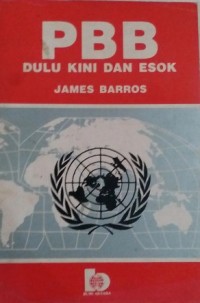 PBB
DULU KINI DAN ESOK
JAMES BARROS